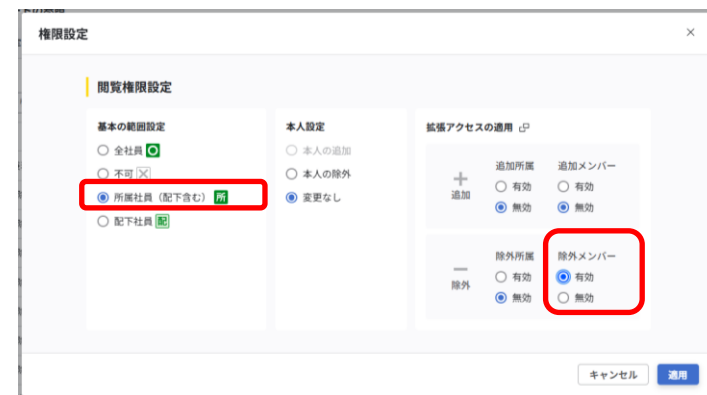 権限設定
閲覧権限設定
基本の範囲設定
全社員
不可
所属社員（配下含む） 所
配下社員 配
本人設定
本人の追加
本人の除外
変更なし
拡張アクセスの適用
追加
追加所属
有効
無効
追加メンバー
有効
無効
除外
除外所属
有効
無効
除外メンバー
有効
無効
キャンセル
適用